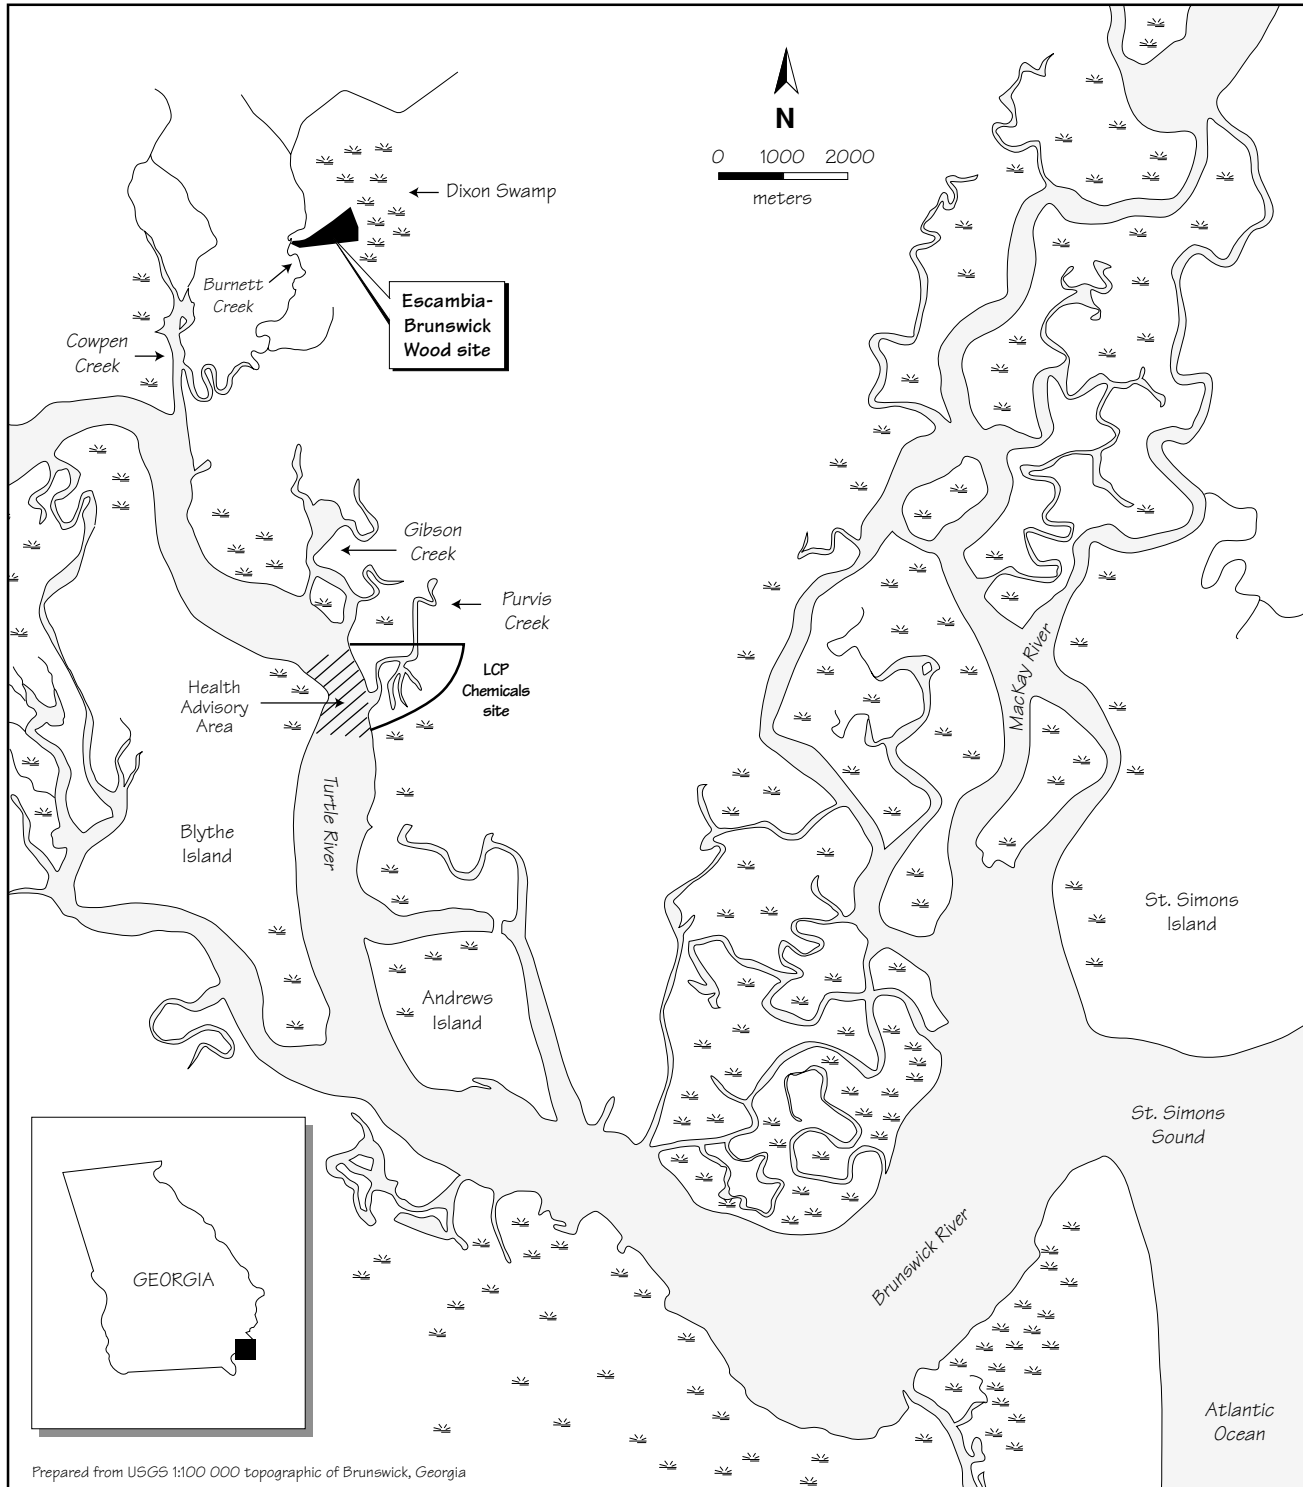 N
0 1000 2000
meters
Dixon Swamp
Burnett
Creek
Escambia-
Brunswick
Wood site
Cowpen
Creek
Gibson
Creek
Purvis
Creek
LCP
Chemicals
site
Health
Advisory
Area
Turtle River
MacKay River
Blythe
Island
St. Simons
Island
Andrews
Island
St. Simons
Sound
Brunswick River
GEORGIA
Atlantic
Ocean
Prepared from USGS 1:100 000 topographic of Brunswick, Georgia